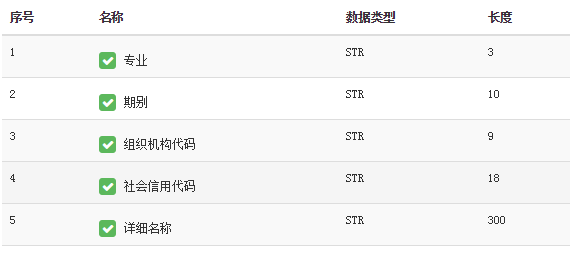 序号 名称 数据类型 长度
1 专业 STR 3
2 期别 STR 10
3 组织机构代码 STR 9
4 社会信用代码 STR 18
5 详细名称 STR 300